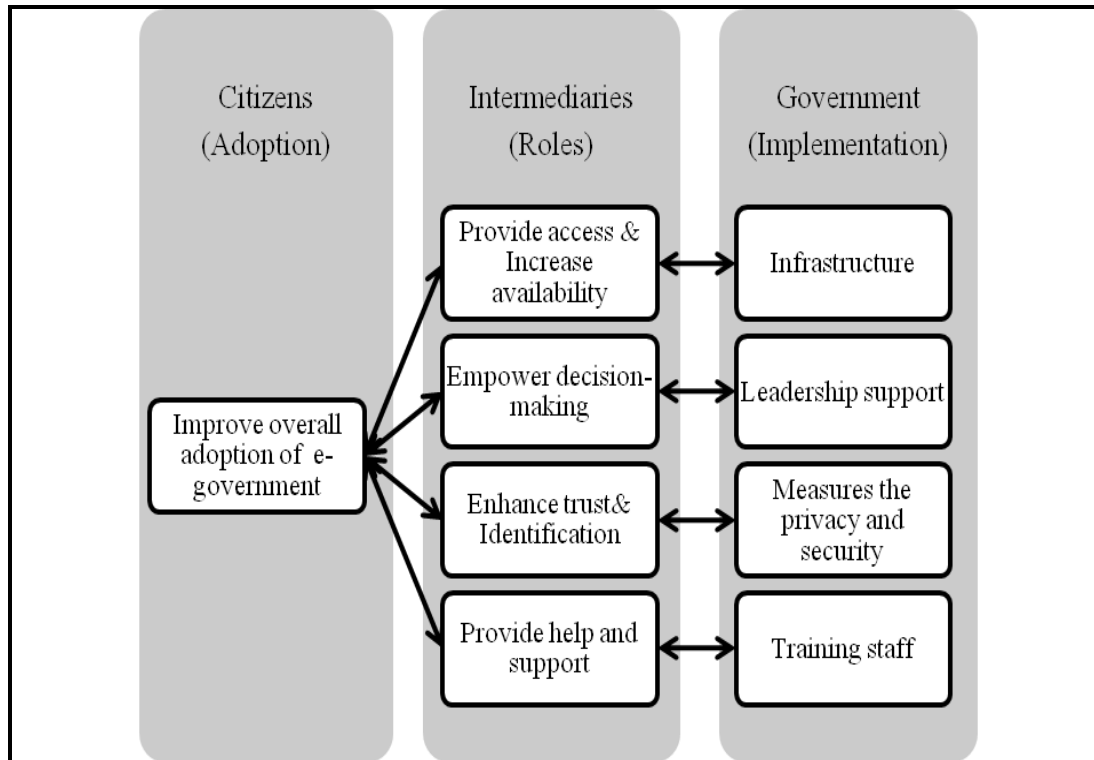 Citizens
(Adoption)
Intermediaries
(Roles)
Government
(Implementation)
Improve overall
adoption of e-
government
Provide access &
Increase
availability
Empower decision-
making
Enhance trust&
Identification
Provide help and
support
Infrastructure
Leadership support
Measures the
privacy and
security
Training staff